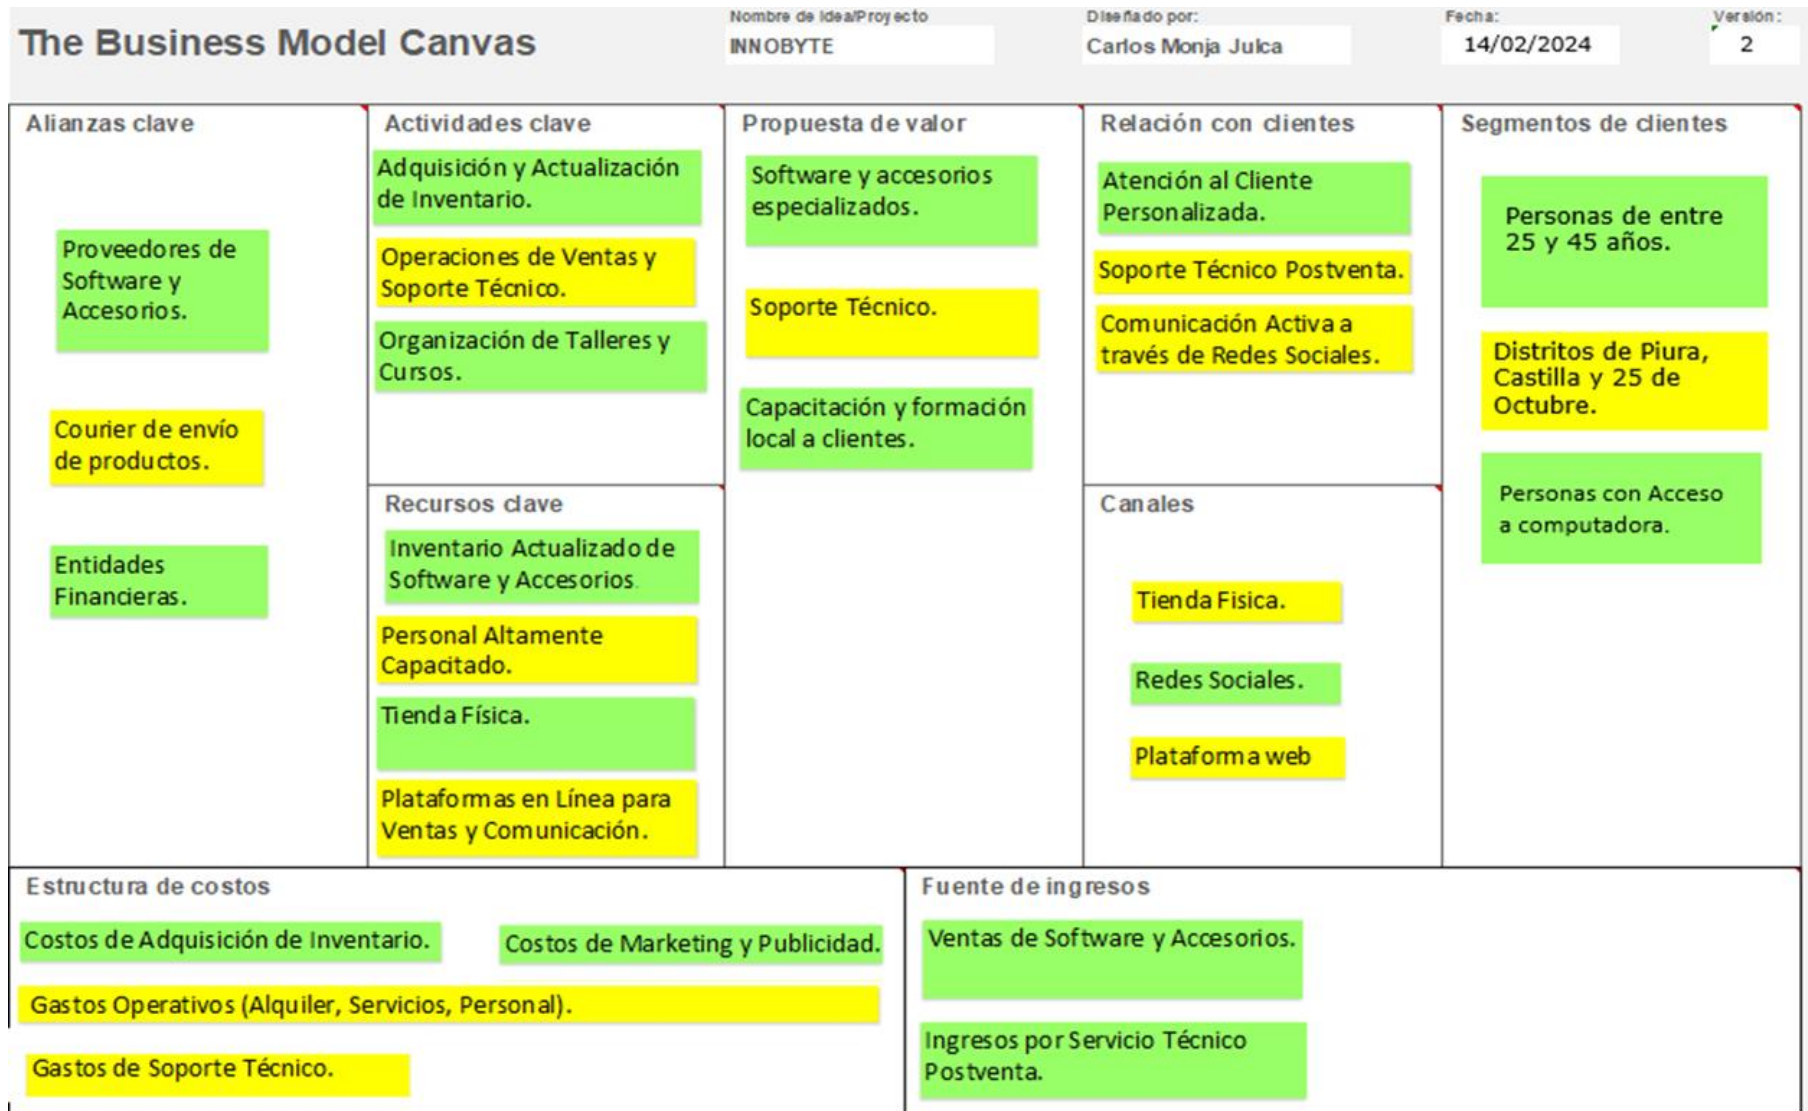 The Business Model Canvas
Nombre de Idea/Proyecto
INNOBYTE
Diseñado por:
Carlos Monja Julca
Fecha:
14/02/2024
Versión:
2
Alianzas clave
Proveedores de
Software y
Accesorios.
Courier de envío
de productos.
Entidades
Financieras.
Actividades clave
Adquisición y Actualización
de Inventario.
Operaciones de Ventas y
Soporte Técnico.
Organización de Talleres y
Cursos.
Recursos clave
Inventario Actualizado de
Software y Accesorios.
Personal Altamente
Capacitado.
Tienda Física.
Plataformas en Línea para
Ventas y Comunicación.
Propuesta de valor
Software y accesorios
especializados.
Soporte Técnico.
Capacitación y formación
local a clientes.
Relación con clientes
Atención al Cliente
Personalizada.
Soporte Técnico Postventa.
Comunicación Activa a
través de Redes Sociales.
Canales
Tienda Fisica.
Redes Sociales.
Plataforma web
Segmentos de clientes
Personas de entre
25 y 45 años.
Distritos de Piura,
Castilla y 25 de
Octubre.
Personas con Acceso
a computadora.
Estructura de costos
Costos de Adquisición de Inventario.
Costos de Marketing y Publicidad.
Gastos Operativos (Alquiler, Servicios, Personal).
Gastos de Soporte Técnico.
Fuente de ingresos
Ventas de Software y Accesorios.
Ingresos por Servicio Técnico
Postventa.